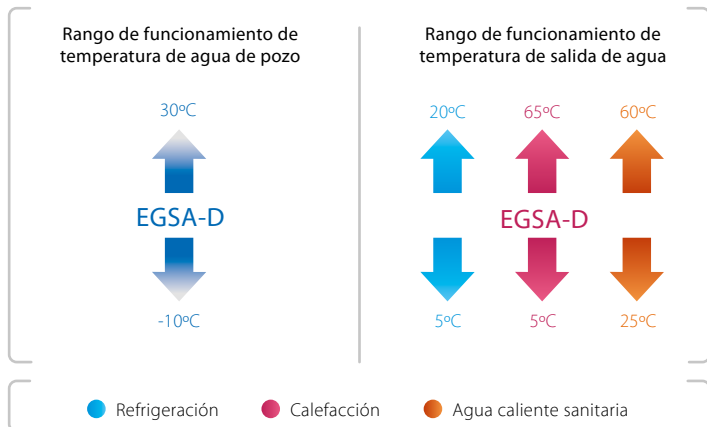 Rango de funcionamiento de
temperatura de agua de pozo
30ºC
EGSA-D
-10ºC
Rango de funcionamiento de
temperatura de salida de agua
20ºC 65ºC 60ºC
EGSA-D
5ºC 5ºC 25ºC
Refrigeración Calefacción Agua caliente sanitaria